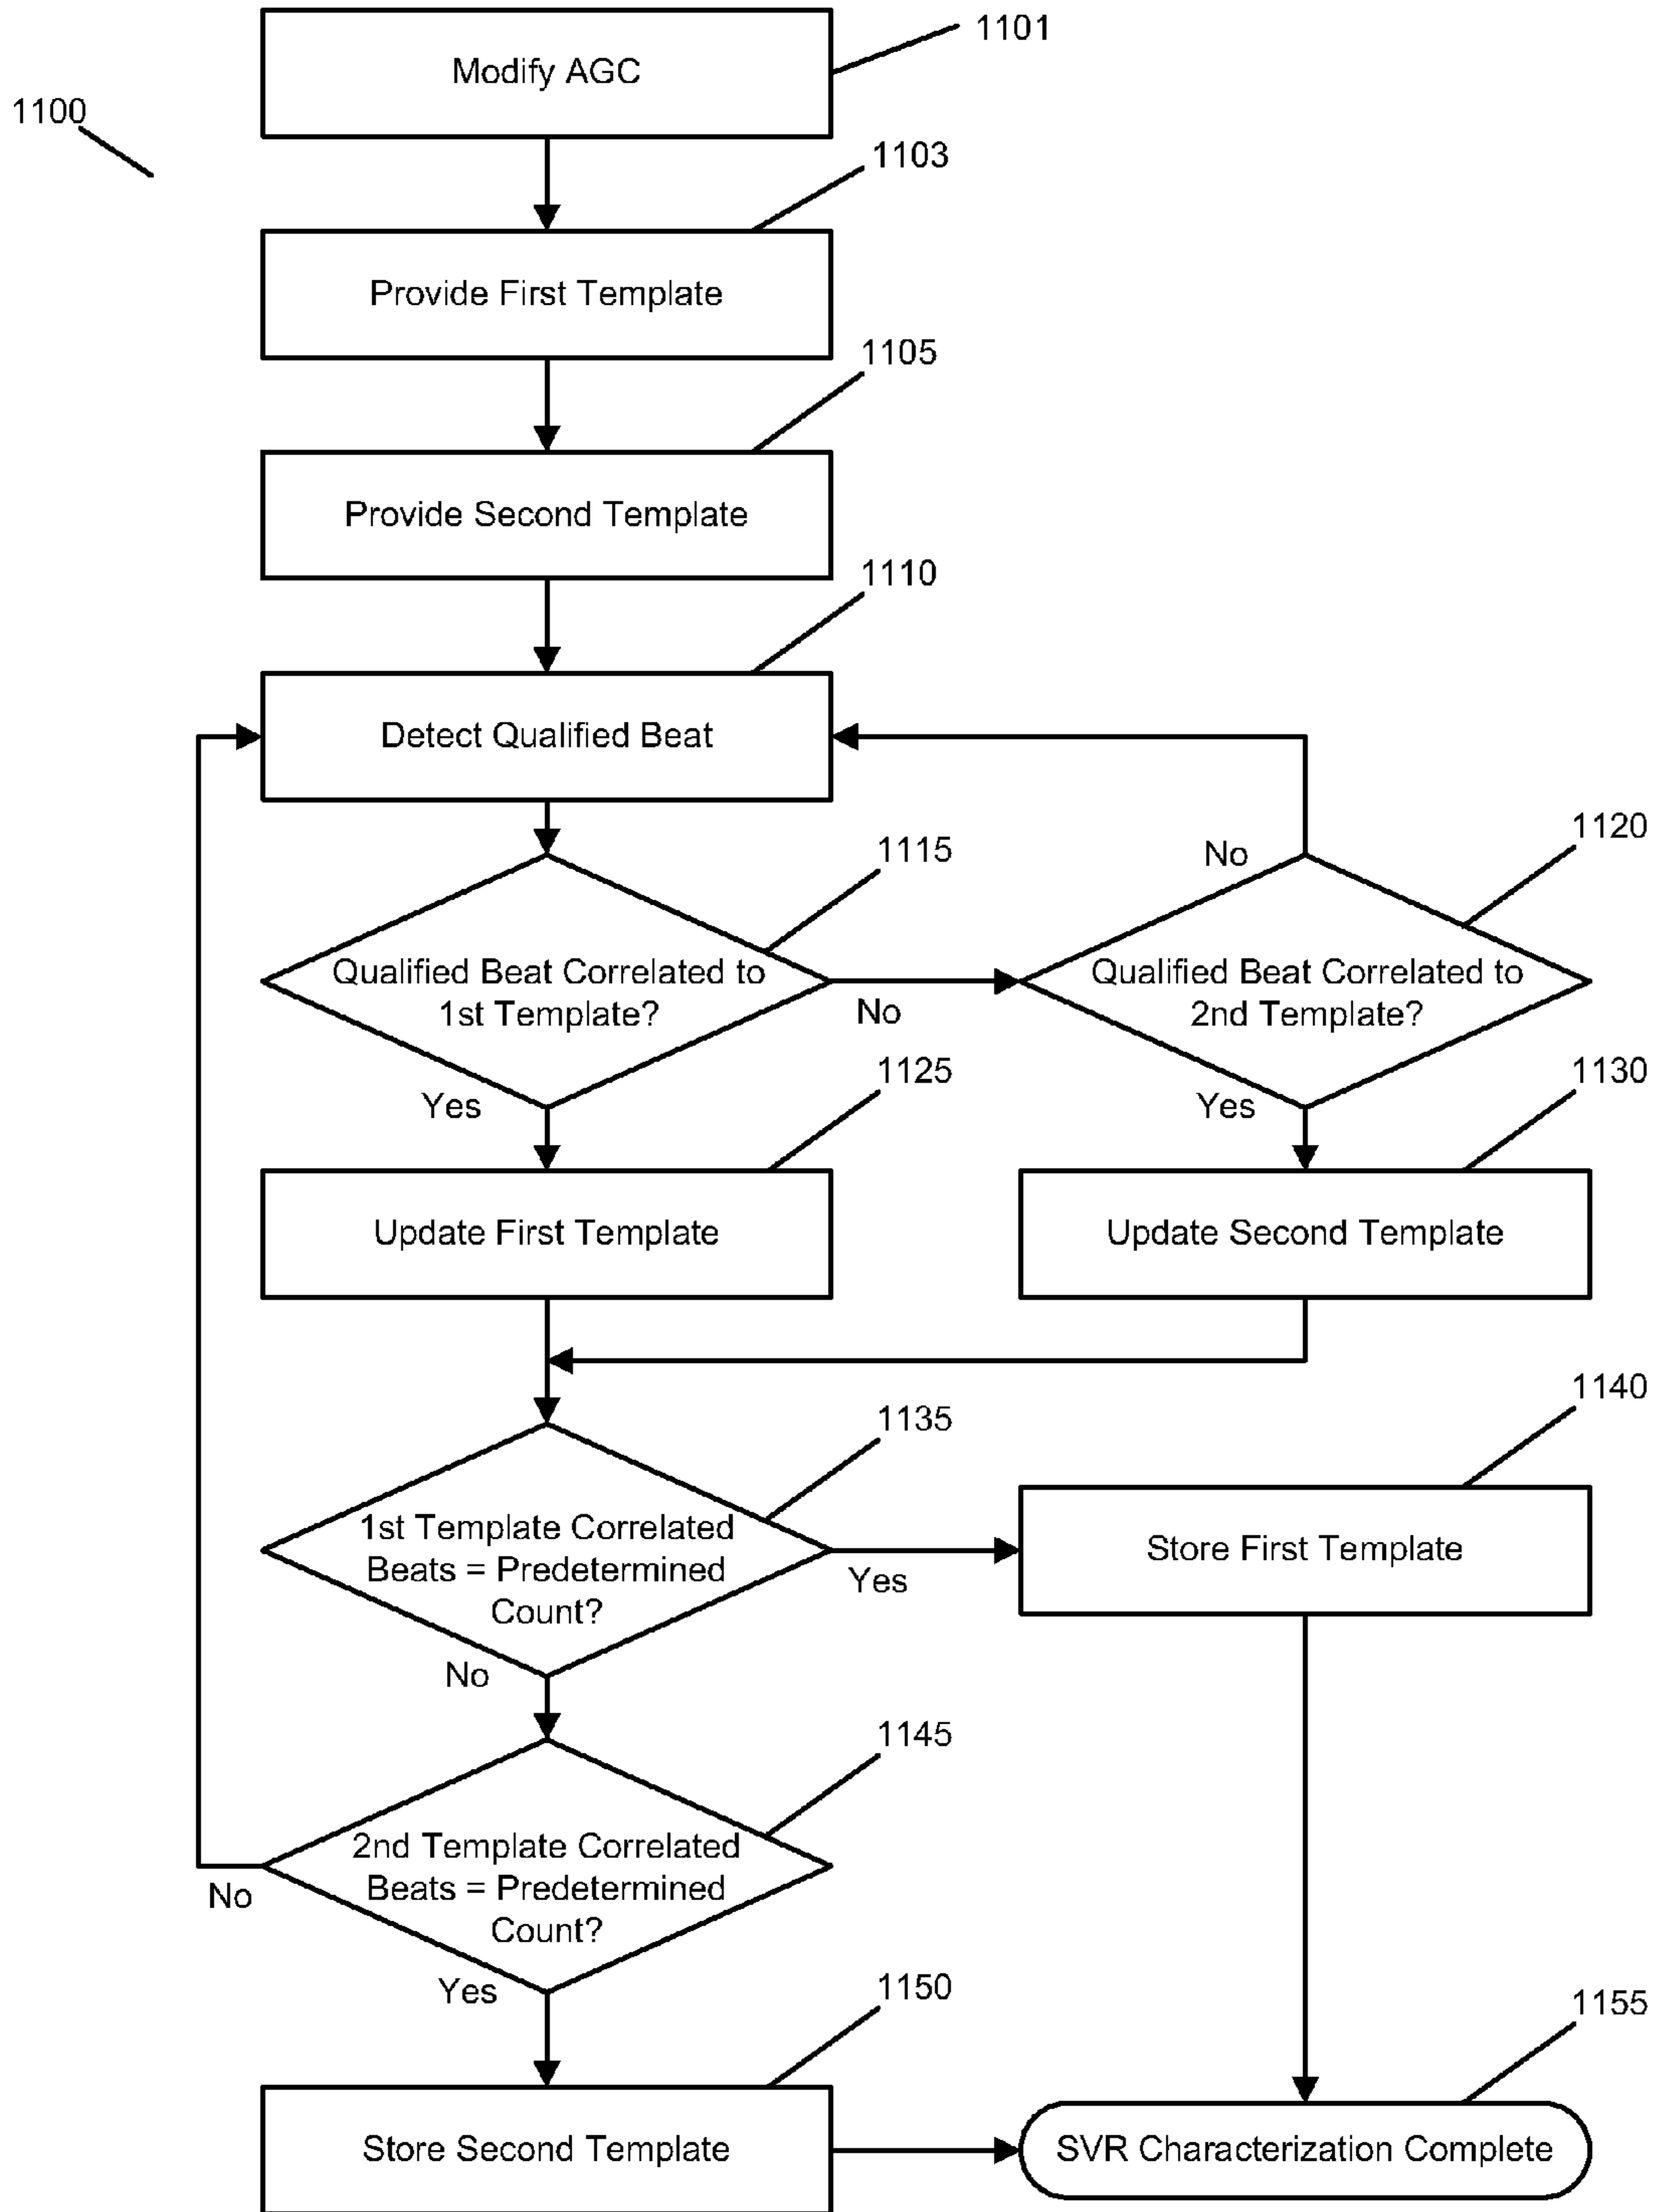 1101
Modify AGC
1100
1103
Provide First Template
1105
Provide Second Template
1110
Detect Qualified Beat
1120
1115
No
Qualified Beat Correlated to
1st Template?
No
Qualified Beat Correlated to
2nd Template?
1125
1130
Yes
Yes
Update First Template
Update Second Template
1140
1135
1st Template Correlated
Beats = Predetermined
Count?
Yes
Store First Template
No
1145
2nd Template Correlated
Beats = Predetermined
Count?
No
Yes
1150
1155
Store Second Template
SVR Characterization Complete